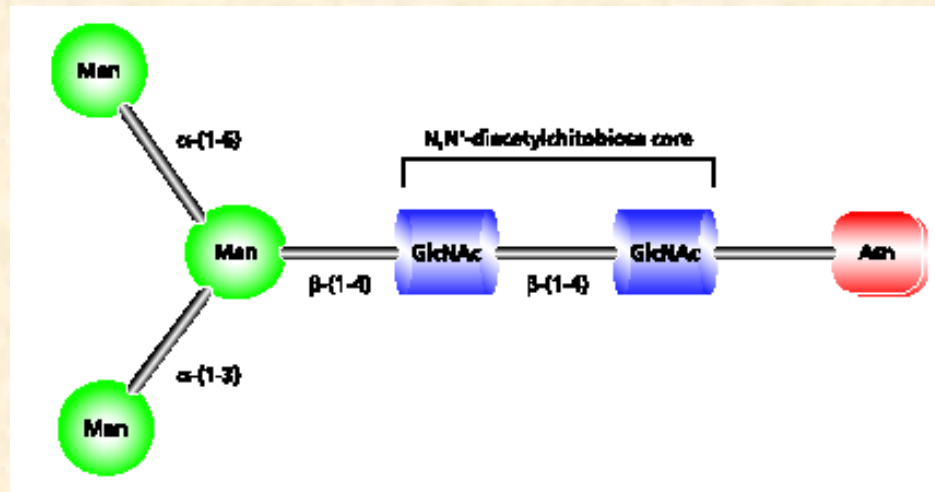 Man
α-(1-6)
N,N'-diacetylchitobiose core
Man
GlcNAc
GlcNAc
Asn
β-(1-4)
β-(1-4)
α-(1-3)
Man